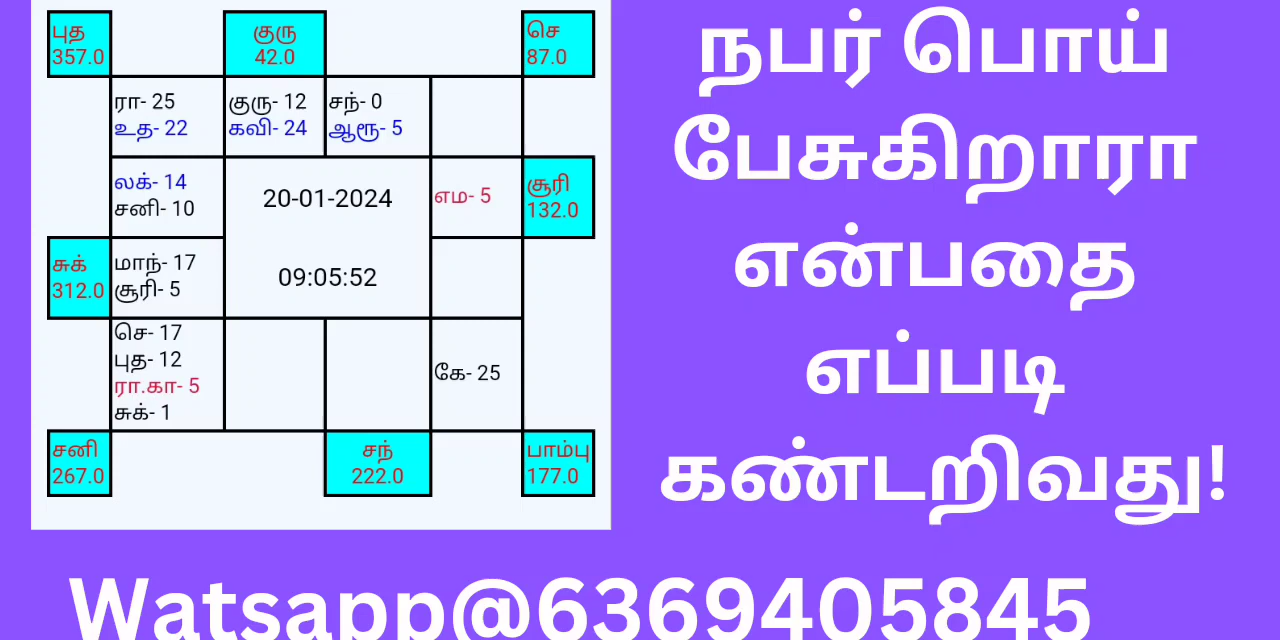 புத
357.0
குரு
42.0
செ
87.0
ரா- 25
உத- 22
குரு- 12
கவி- 24
சந்- 0
ஆரூ- 5
லக்- 14
சனி- 10
20-01-2024
09:05:52
எம- 5
சூரி
132.0
சுக்
312.0
மாந்- 17
சூரி- 5
செ- 17
புத- 12
ரா.கா- 5
சுக்- 1
கே- 25
சனி
267.0
சந்
222.0
பாம்பு
177.0
நபர் பொய்
பேசுகிறாரா
என்பதை
எப்படி
கண்டறிவது!
Watsapp@6369405845